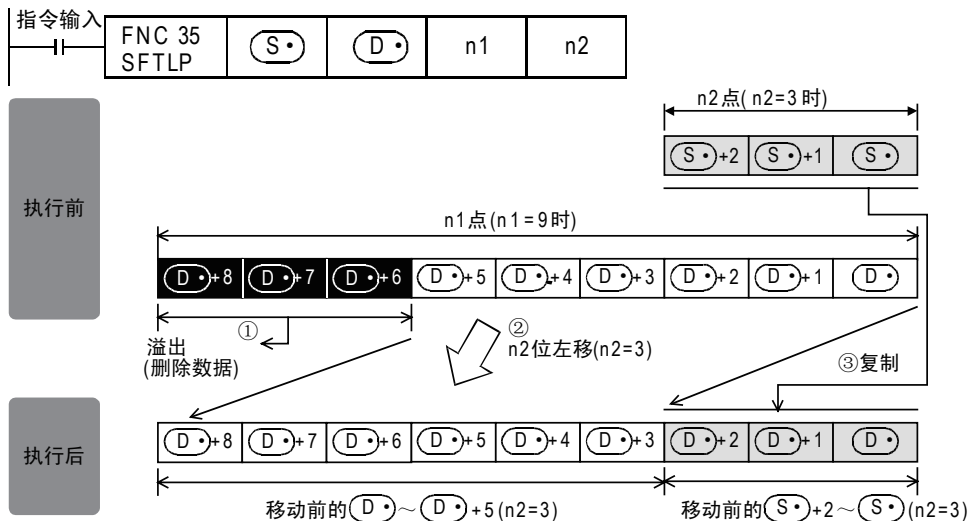 指令输入
FNC 35
SFTLP
S· D· n1 n2
n2点( n2=3 时)
S·+2 S·+1 S·
执行前
n1点(n1=9时)
D·+8 D·+7 D·+6 D·+5 D·+4 D·+3 D·+2 D·+1 D·
①
溢出
(删除数据)
②
n2位左移(n2=3)
③复制
执行后
D·+8 D·+7 D·+6 D·+5 D·+4 D·+3 D·+2 D·+1 D·
移动前的D·～D·+5(n2=3)
移动前的S·+2～S·(n2=3)